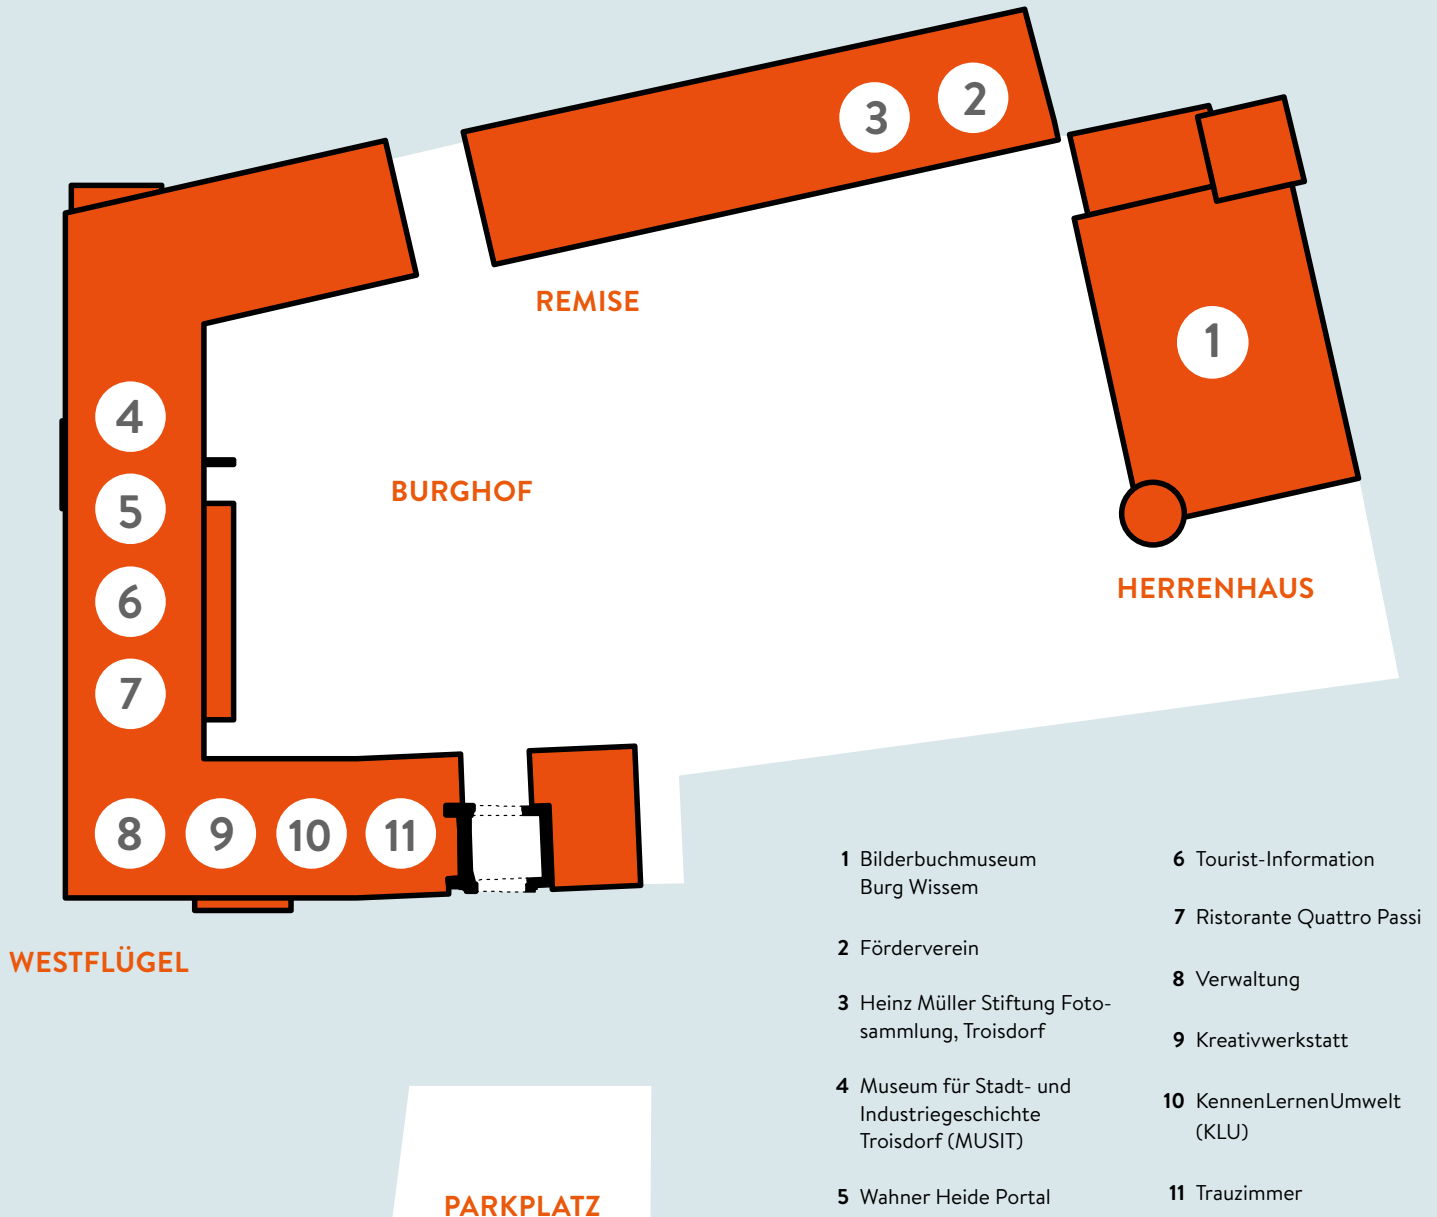 3
2
1
REMISE
4
BURGHOF
5
HERRENHAUS
6
7
8
9
10
11
WESTFLÜGEL
PARKPLATZ
1 Bilderbuchmuseum
Burg Wissem
2 Förderverein
3 Heinz Müller Stiftung Foto-
sammlung, Troisdorf
4 Museum für Stadt- und
Industriegeschichte
Troisdorf (MUSIT)
5 Wahner Heide Portal
6 Tourist-Information
7 Ristorante Quattro Passi
8 Verwaltung
9 Kreativwerkstatt
10 KennenLernenUmwelt
(KLU)
11 Trauzimmer